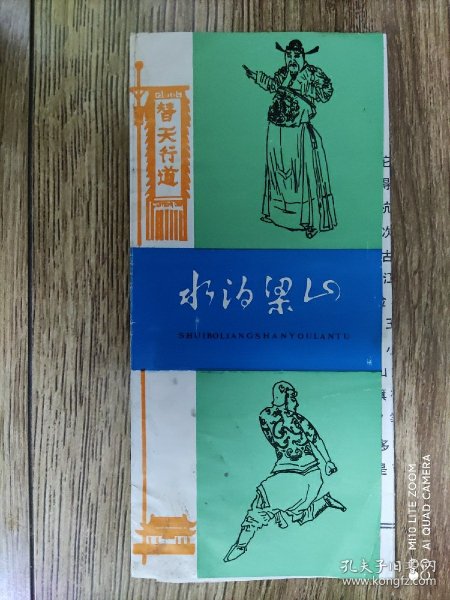 替天行道
水泊梁山
SHUIBOLIANGSHANYOULANTU
MI 10 LITE ZOOM
AI QUAD CAMERA
孔夫子旧书网
www.kongfz.com